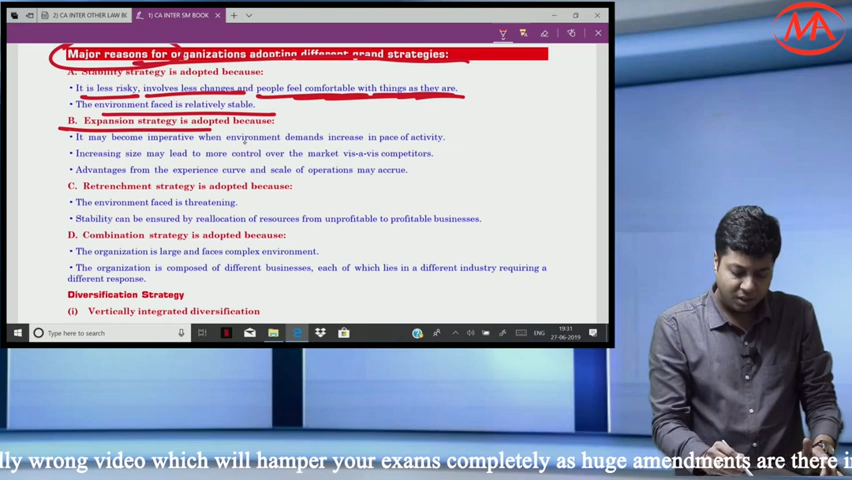 2) CA INTER OTHER LAW B
1) CA INTER SM BOOK
MA
Major reasons for organizations adopting different grand strategies:
A. Stability strategy is adopted because:
• It is less risky, involves less changes and people feel comfortable with things as they are.
• The environment faced is relatively stable.
B. Expansion strategy is adopted because:
• It may become imperative when environment demands increase in pace of activity.
• Increasing size may lead to more control over the market vis-a-vis competitors.
• Advantages from the experience curve and scale of operations may accrue.
C. Retrenchment strategy is adopted because:
• The environment faced is threatening.
• Stability can be ensured by reallocation of resources from unprofitable to profitable businesses.
D. Combination strategy is adopted because:
• The organization is large and faces complex environment.
• The organization is composed of different businesses, each of which lies in a different industry requiring a
different response.
Diversification Strategy
(i) Vertically integrated diversification
Type here to search
ENG
19:31
27-06-2019
lly wrong video which will hamper your exams completely as huge amendments are there i